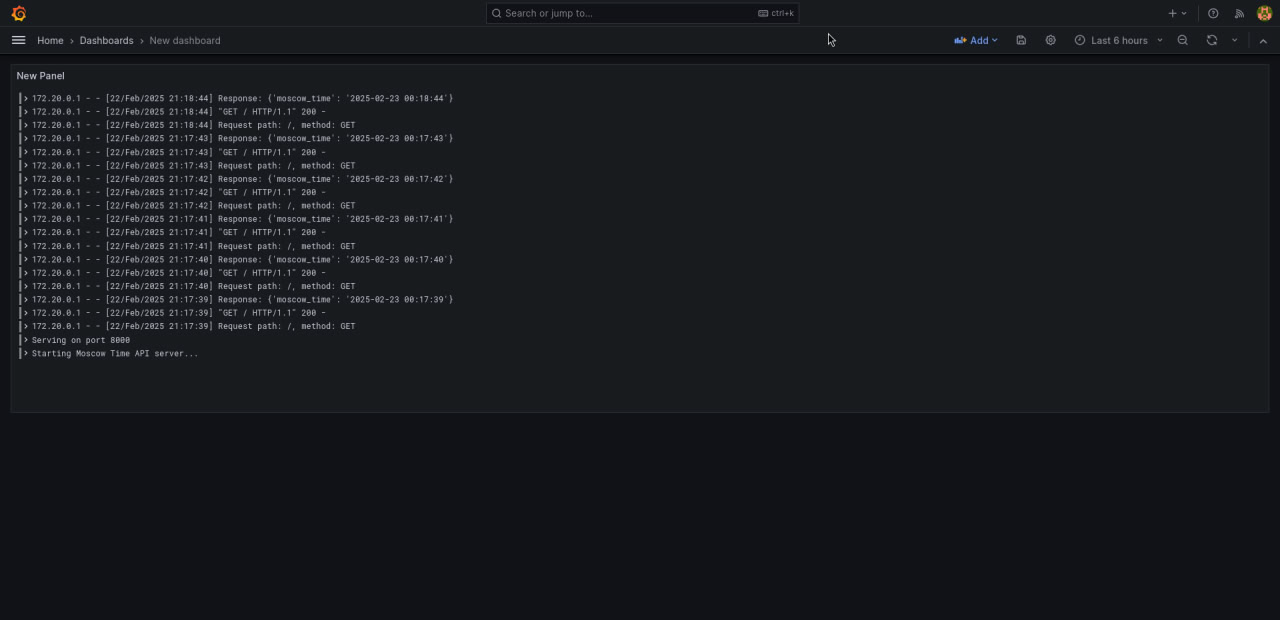 Search or jump to... ctrl+k
Home › Dashboards › New dashboard Add Last 6 hours
New Panel
172.20.0.1 - - [22/Feb/2025 21:18:44] Response: {'moscow_time': '2025-02-23 00:18:44'}
172.20.0.1 - - [22/Feb/2025 21:18:44] "GET / HTTP/1.1" 200 -
172.20.0.1 - - [22/Feb/2025 21:18:44] Request path: /, method: GET
172.20.0.1 - - [22/Feb/2025 21:17:43] Response: {'moscow_time': '2025-02-23 00:17:43'}
172.20.0.1 - - [22/Feb/2025 21:17:43] "GET / HTTP/1.1" 200 -
172.20.0.1 - - [22/Feb/2025 21:17:43] Request path: /, method: GET
172.20.0.1 - - [22/Feb/2025 21:17:42] Response: {'moscow_time': '2025-02-23 00:17:42'}
172.20.0.1 - - [22/Feb/2025 21:17:42] "GET / HTTP/1.1" 200 -
172.20.0.1 - - [22/Feb/2025 21:17:42] Request path: /, method: GET
172.20.0.1 - - [22/Feb/2025 21:17:41] Response: {'moscow_time': '2025-02-23 00:17:41'}
172.20.0.1 - - [22/Feb/2025 21:17:41] "GET / HTTP/1.1" 200 -
172.20.0.1 - - [22/Feb/2025 21:17:41] Request path: /, method: GET
172.20.0.1 - - [22/Feb/2025 21:17:40] Response: {'moscow_time': '2025-02-23 00:17:40'}
172.20.0.1 - - [22/Feb/2025 21:17:40] "GET / HTTP/1.1" 200 -
172.20.0.1 - - [22/Feb/2025 21:17:40] Request path: /, method: GET
172.20.0.1 - - [22/Feb/2025 21:17:39] Response: {'moscow_time': '2025-02-23 00:17:39'}
172.20.0.1 - - [22/Feb/2025 21:17:39] "GET / HTTP/1.1" 200 -
172.20.0.1 - - [22/Feb/2025 21:17:39] Request path: /, method: GET
Serving on port 8000
Starting Moscow Time API server...